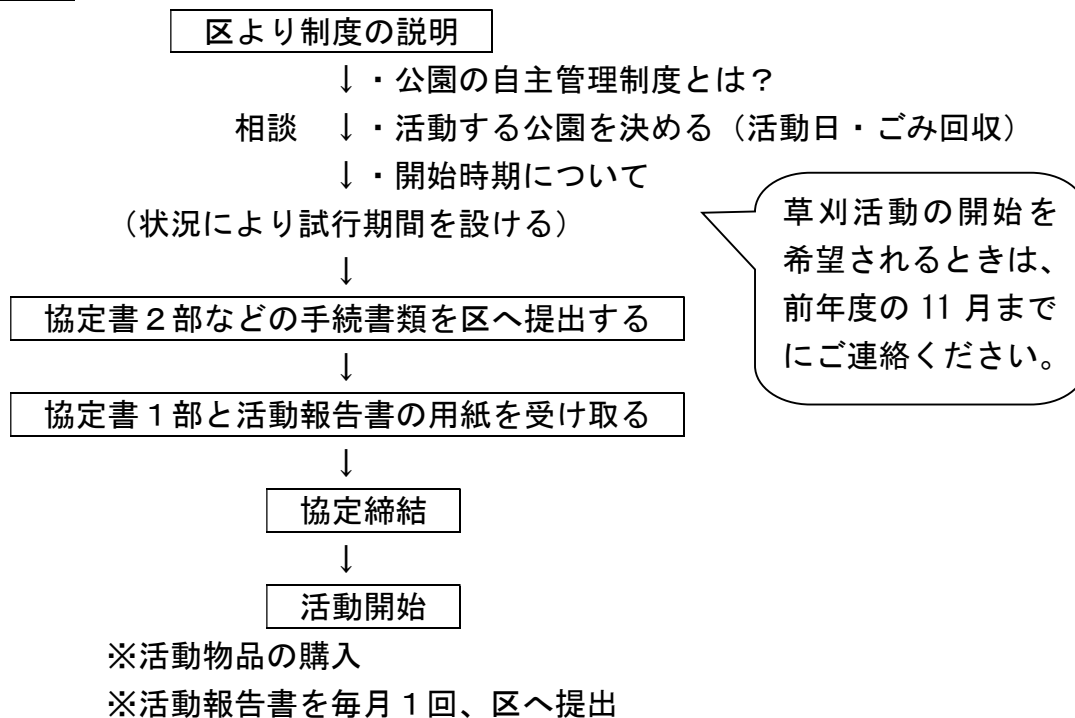 区より制度の説明
↓・公園の自主管理制度とは？
相談 ↓・活動する公園を決める（活動日・ごみ回収）
↓・開始時期について
（状況により試行期間を設ける）
↓
協定書２部などの手続書類を区へ提出する
↓
協定書１部と活動報告書の用紙を受け取る
↓
協定締結
↓
活動開始
※活動物品の購入
※活動報告書を毎月１回、区へ提出
草刈活動の開始を
希望されるときは、
前年度の 11 月まで
にご連絡ください。